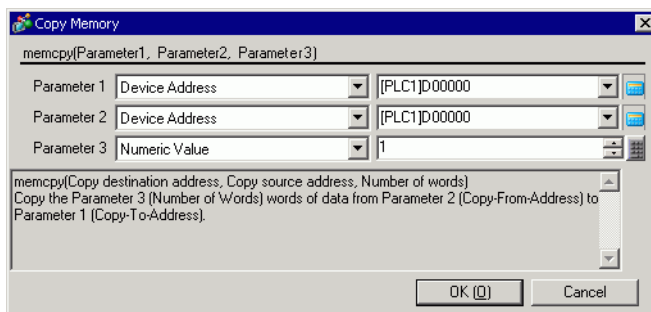 Copy Memory
memcpy(Parameter1, Parameter2, Parameter3)
Parameter 1 Device Address [PLC1]D00000
Parameter 2 Device Address [PLC1]D00000
Parameter 3 Numeric Value 1
memcpy(Copy destination address, Copy source address, Number of words)
Copy the Parameter 3 (Number of Words) words of data from Parameter 2 (Copy-From-Address) to
Parameter 1 (Copy-To-Address).
OK (O) Cancel